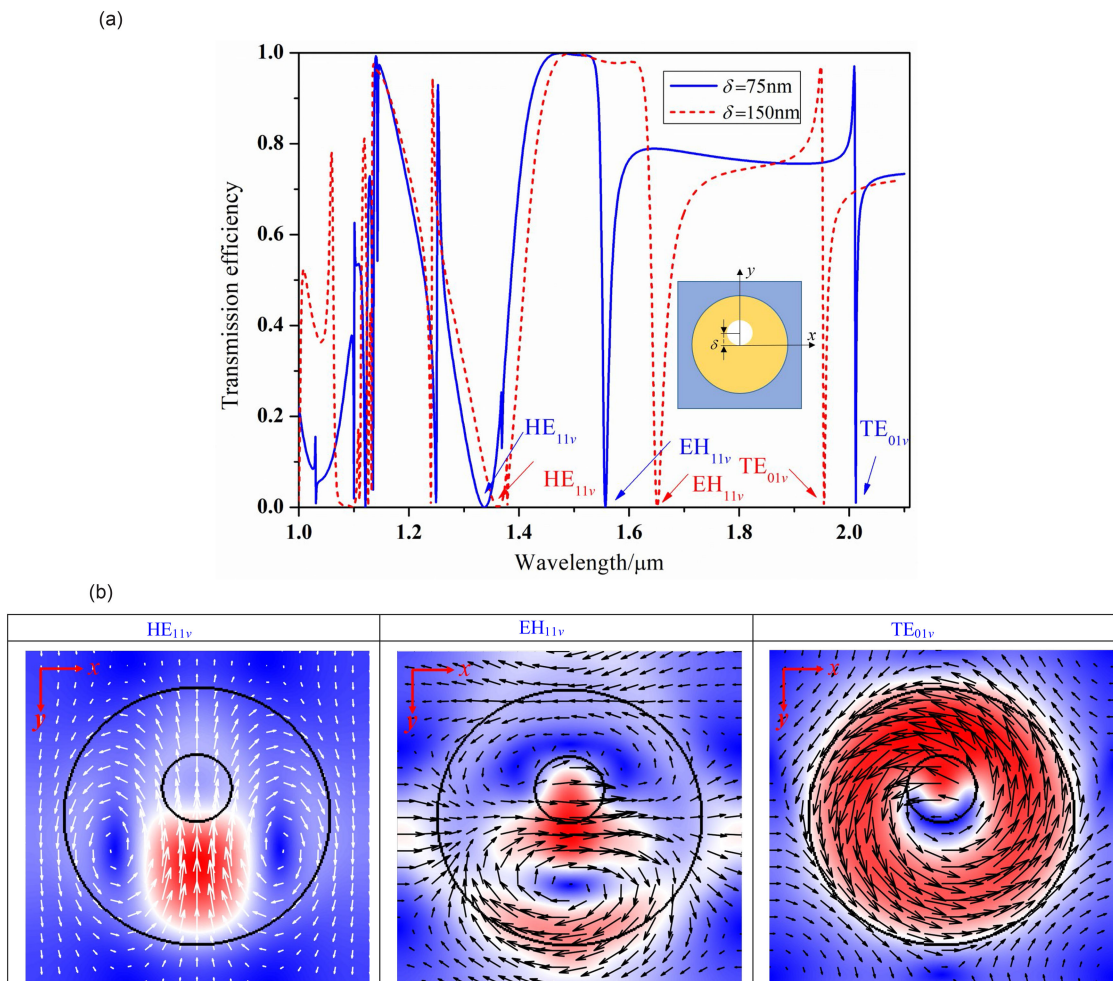 (a)
1.0
0.8
0.6
0.4
0.2
0.0
Transmission efficiency
δ=75nm
δ=150nm
y
x
δ
HE₁₁ᵥ
HE₁₁ᵥ
EH₁₁ᵥ
EH₁₁ᵥ
TE₀₁ᵥ
TE₀₁ᵥ
1.0 1.2 1.4 1.6 1.8 2.0
Wavelength/μm
(b)
HE₁₁ᵥ EH₁₁ᵥ TE₀₁ᵥ
x x x
y y y